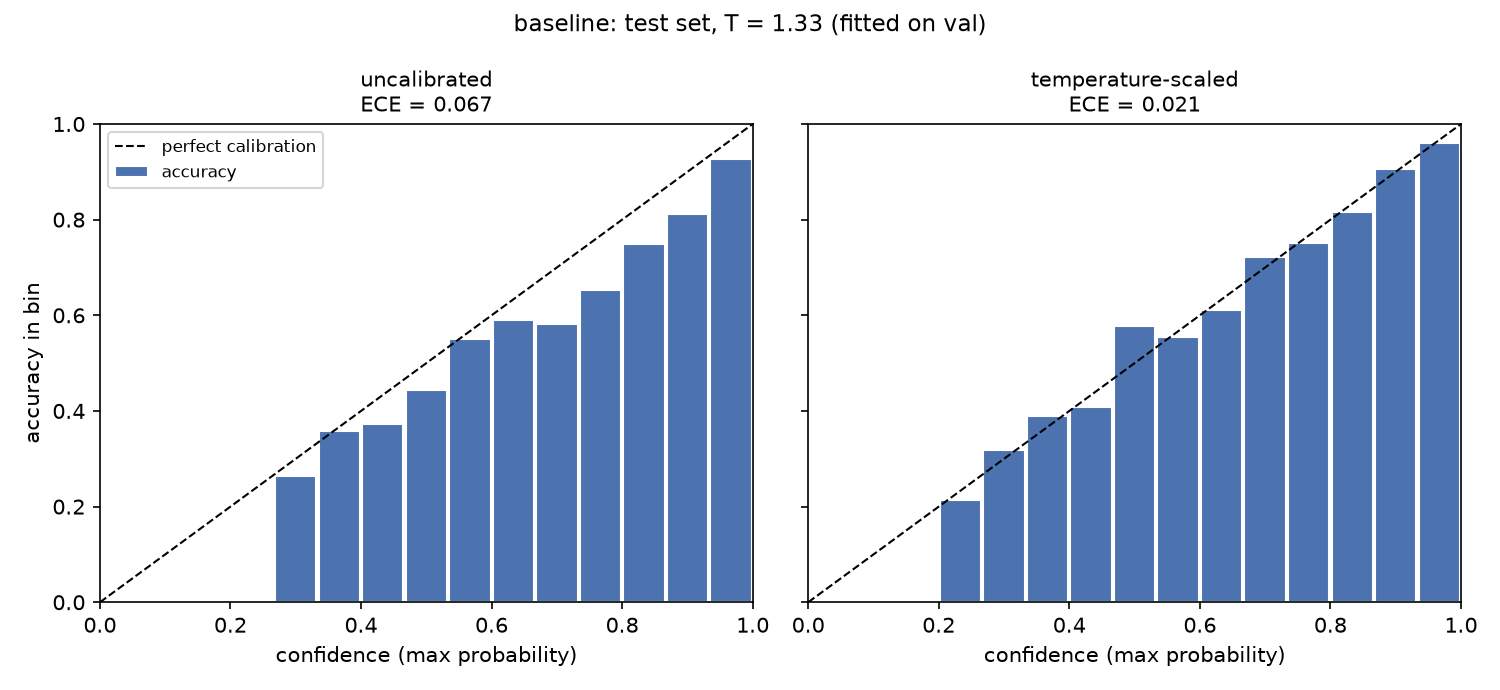 baseline: test set, T = 1.33 (fitted on val)
uncalibrated
ECE = 0.067
perfect calibration
accuracy
accuracy in bin
1.0
0.8
0.6
0.4
0.2
0.0
0.0 0.2 0.4 0.6 0.8 1.0
confidence (max probability)
temperature-scaled
ECE = 0.021
0.0 0.2 0.4 0.6 0.8 1.0
confidence (max probability)